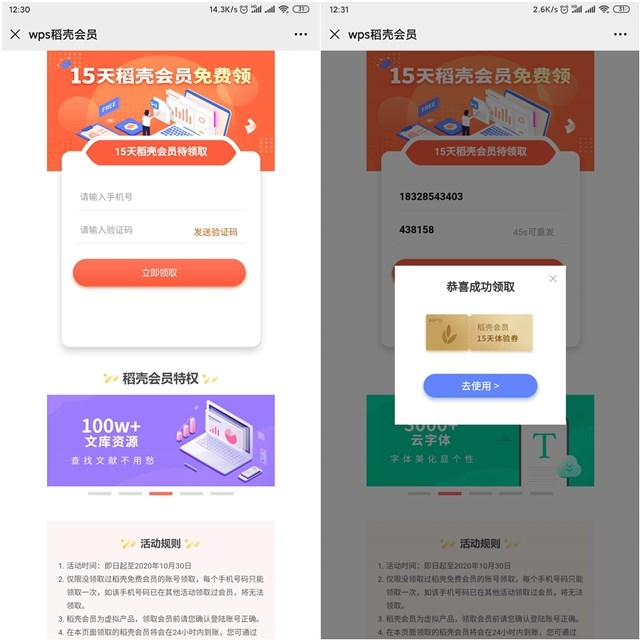 12:30
14.3K/s
31
wps稻壳会员
15天稻壳会员免费领
FREE
15天稻壳会员待领取
请输入手机号
请输入验证码
发送验证码
立即领取
稻壳会员特权
100w+
文库资源
查找文献不用愁
活动规则
1. 活动时间：即日起至2020年10月30日
2. 仅限没领取过稻壳免费会员的账号领取，每个手机号码只能
领取一次，如该手机号码已在其他活动领取过会员，将无法
领取。
3. 稻壳会员为虚拟产品，领取会员前请您确认登陆账号正确。
4. 在本页面领取的稻壳会员将会在24小时内到账，您可通过
12:31
2.6K/s
31
wps稻壳会员
15天稻壳会员免费领
FREE
15天稻壳会员待领取
18328543403
438158
45s可重发
恭喜成功领取
稻壳会员
15天体验券
去使用 >
3000+
云字体
字体美化显个性
T
活动规则
1. 活动时间：即日起至2020年10月30日
2. 仅限没领取过稻壳免费会员的账号领取，每个手机号码只能
领取一次，如该手机号码已在其他活动领取过会员，将无法
领取。
3. 稻壳会员为虚拟产品，领取会员前请您确认登陆账号正确。
4. 在本页面领取的稻壳会员将会在24小时内到账，您可通过